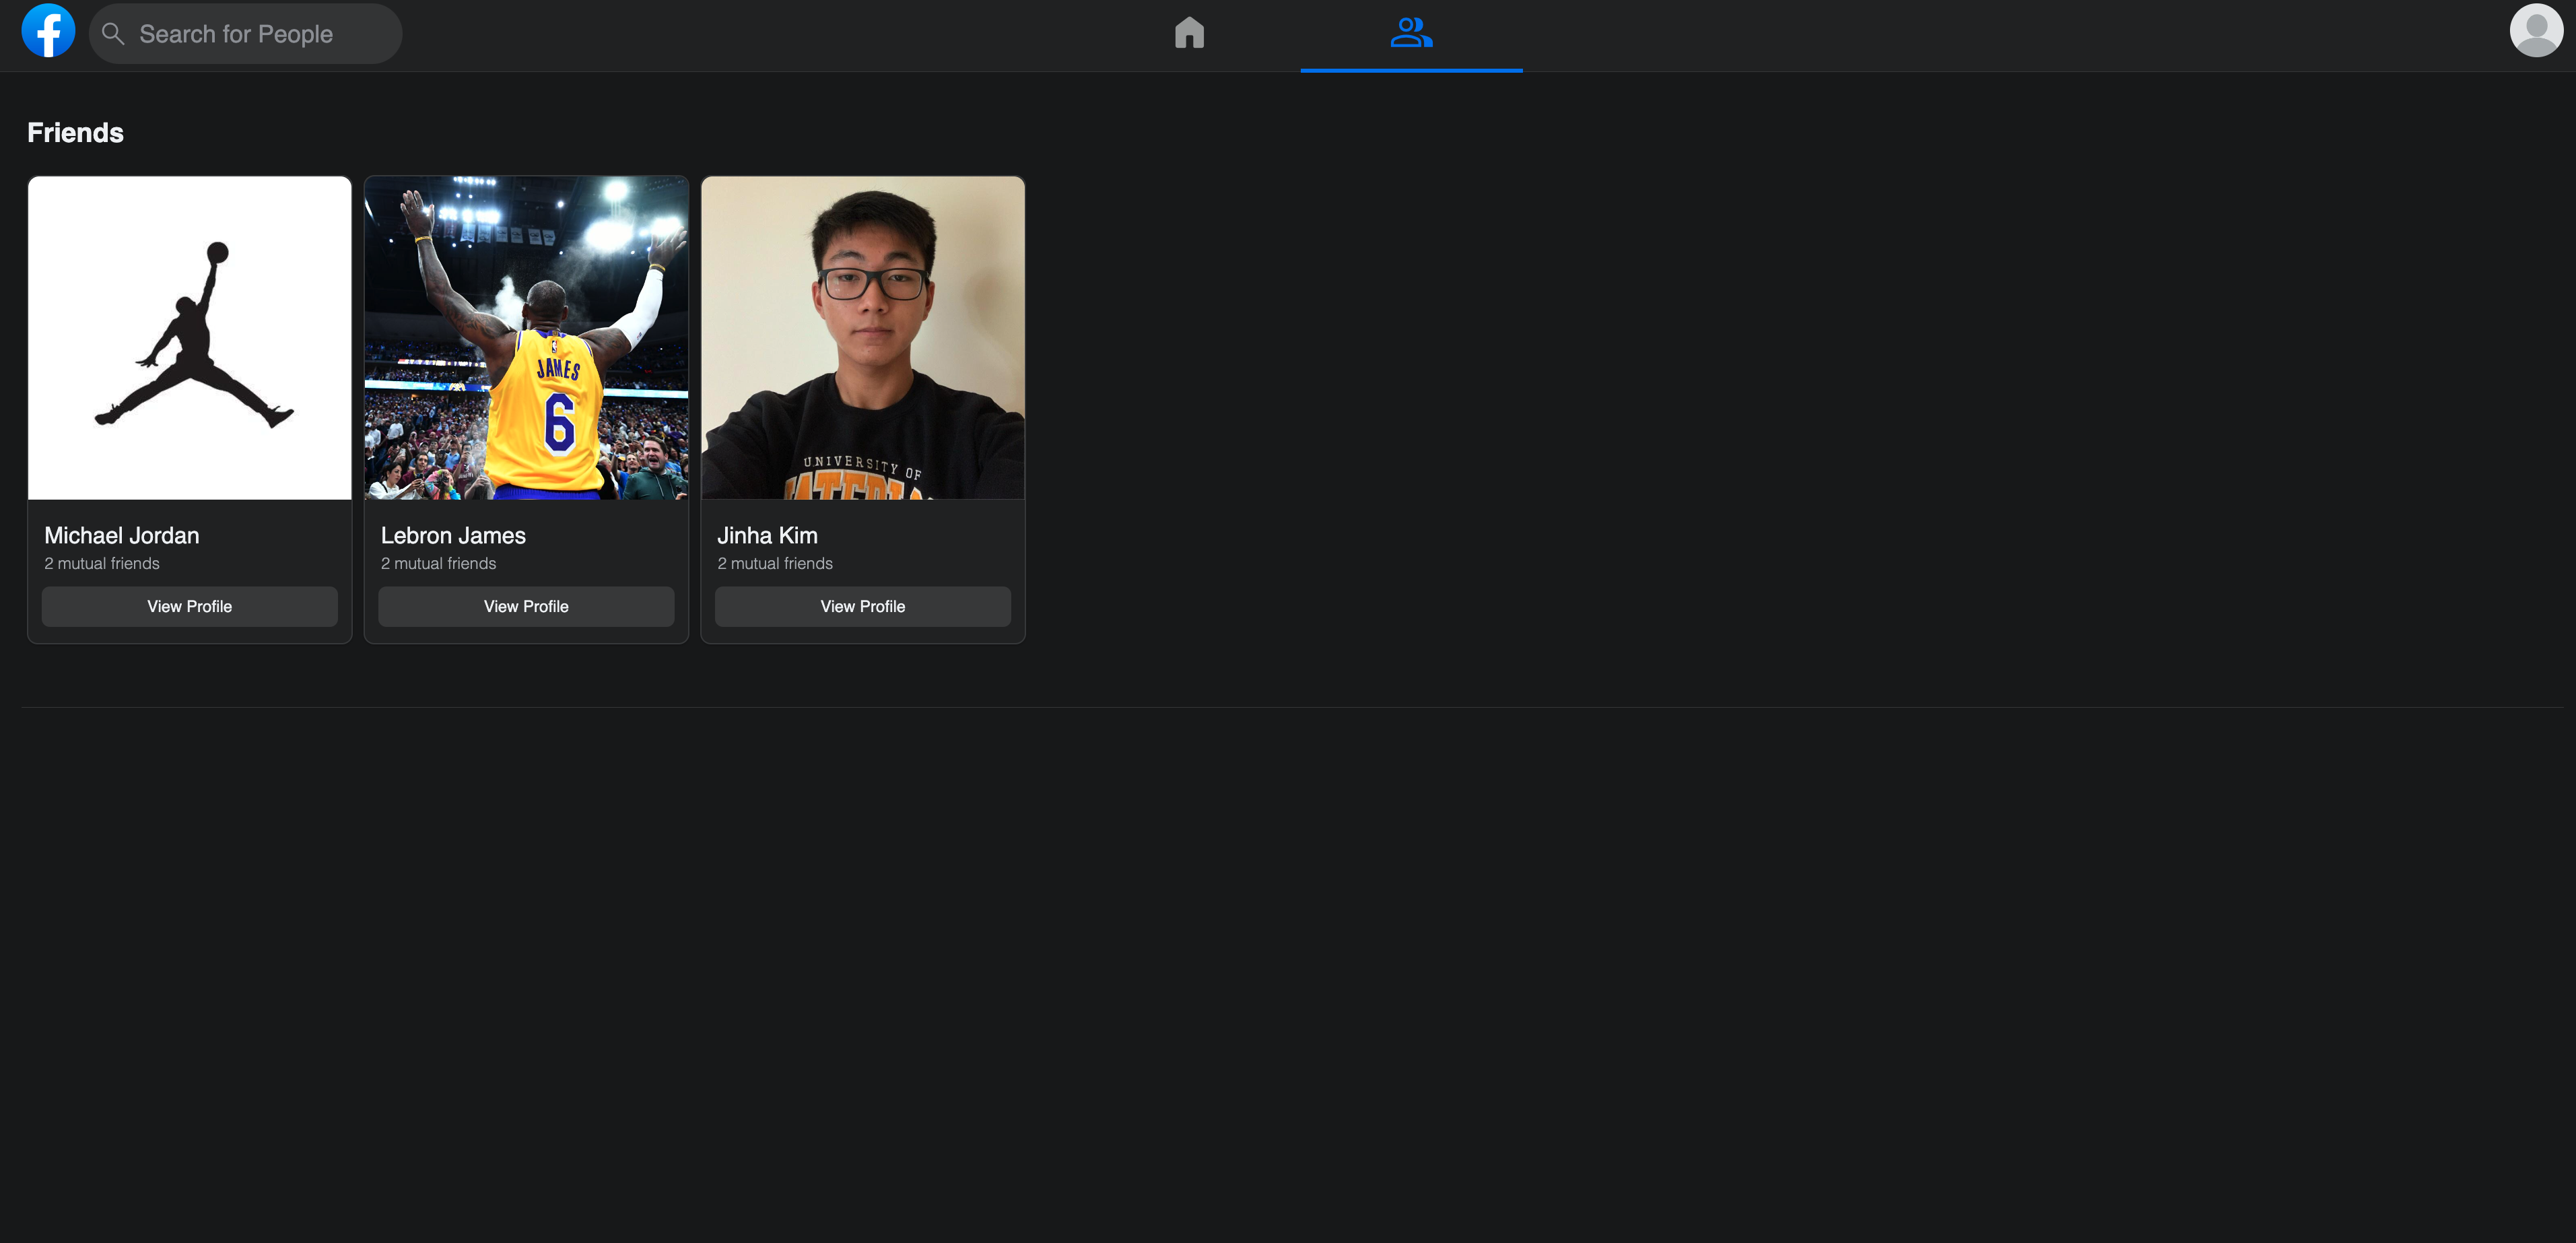 f
Search for People
Friends
JAMES
6
UNIVERSITY OF
Michael Jordan
2 mutual friends
View Profile
Lebron James
2 mutual friends
View Profile
Jinha Kim
2 mutual friends
View Profile